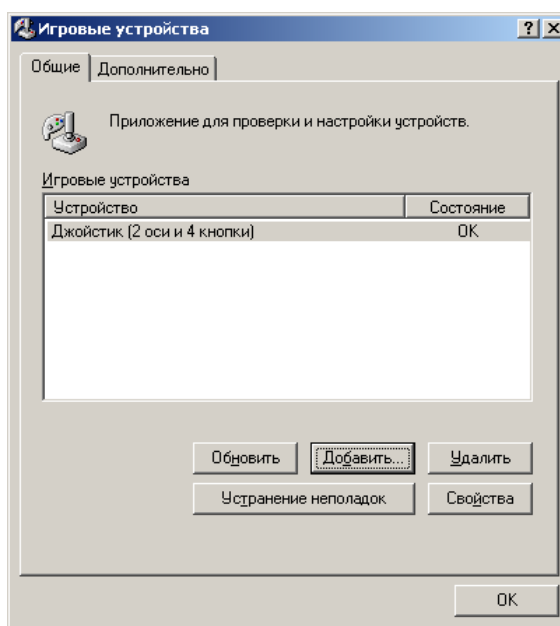 Игровые устройства
Общие Дополнительно
Приложение для проверки и настройки устройств.
Игровые устройства
Устройство Состояние
Джойстик (2 оси и 4 кнопки) OK
Обновить Добавить... Удалить
Устранение неполадок Свойства
OK